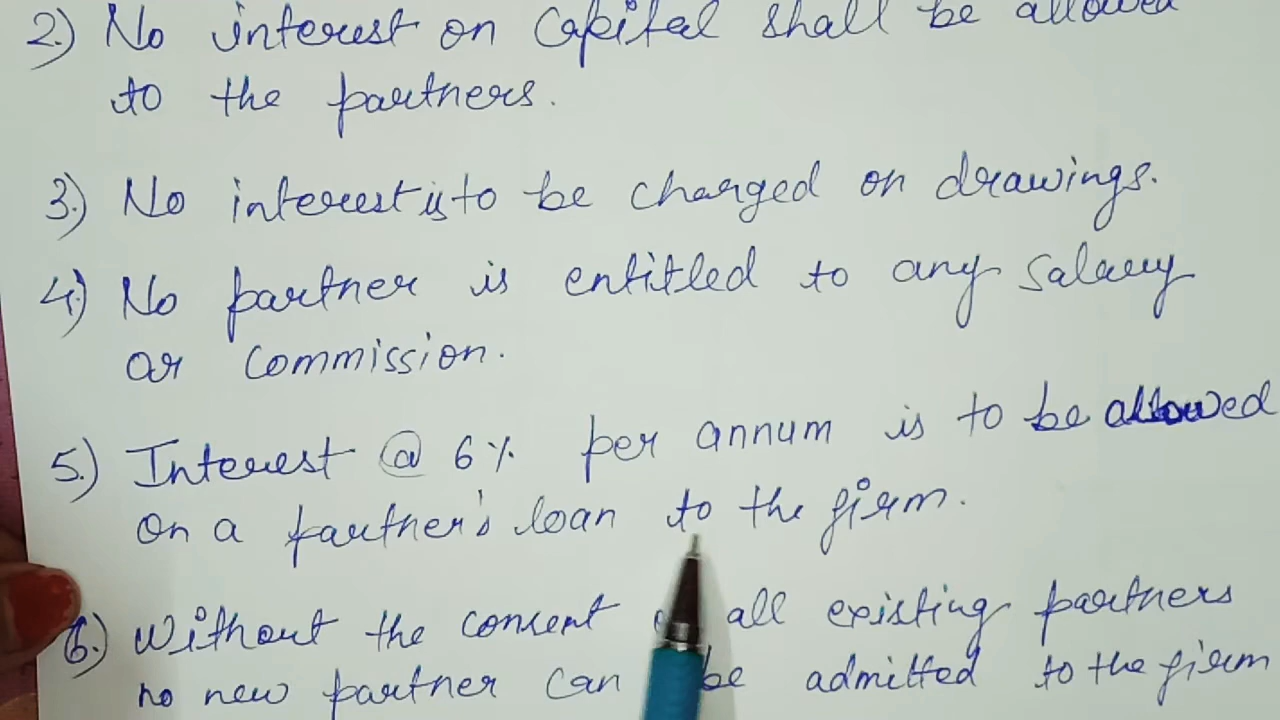 2.) No interest on Capital shall be allowed
to the partners.
3.) No interest is to be charged on drawings.
4.) No partner is entitled to any salary
or commission.
5.) Interest @ 6% per annum is to be allowed
on a partner's loan to the firm.
6.) Without the consent all existing partners
no new partner can be admitted to the firm